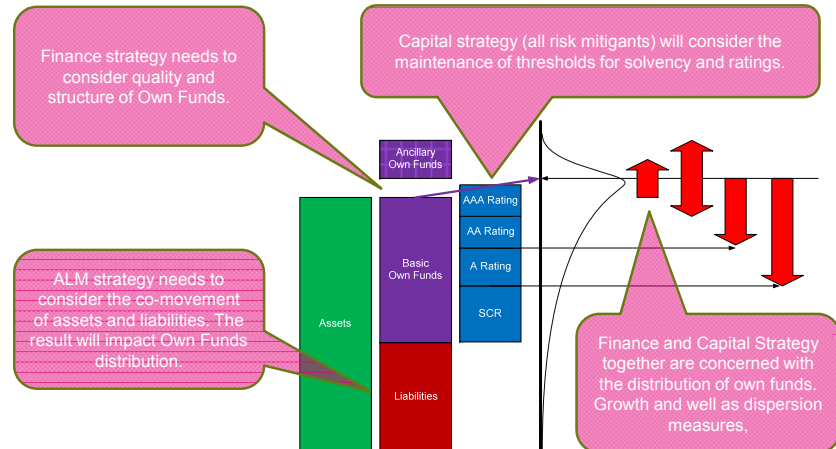 Finance strategy needs to
consider quality and
structure of Own Funds.
Capital strategy (all risk mitigants) will consider the
maintenance of thresholds for solvency and ratings.
Ancillary
Own Funds
AAA Rating
AA Rating
A Rating
SCR
Basic
Own Funds
Assets
Liabilities
ALM strategy needs to
consider the co-movement
of assets and liabilities. The
result will impact Own Funds
distribution.
Finance and Capital Strategy
together are concerned with
the distribution of own funds.
Growth and well as dispersion
measures,